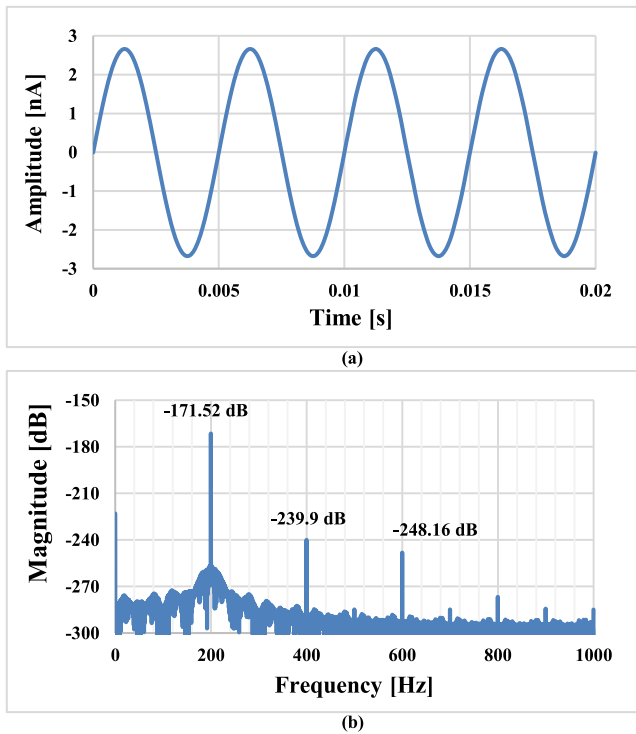 3
2
1
0
-1
-2
-3
Amplitude [nA]
0 0.005 0.01 0.015 0.02
Time [s]
(a)
-150
-180
-210
-240
-270
-300
Magnitude [dB]
-171.52 dB
-239.9 dB
-248.16 dB
0 200 400 600 800 1000
Frequency [Hz]
(b)